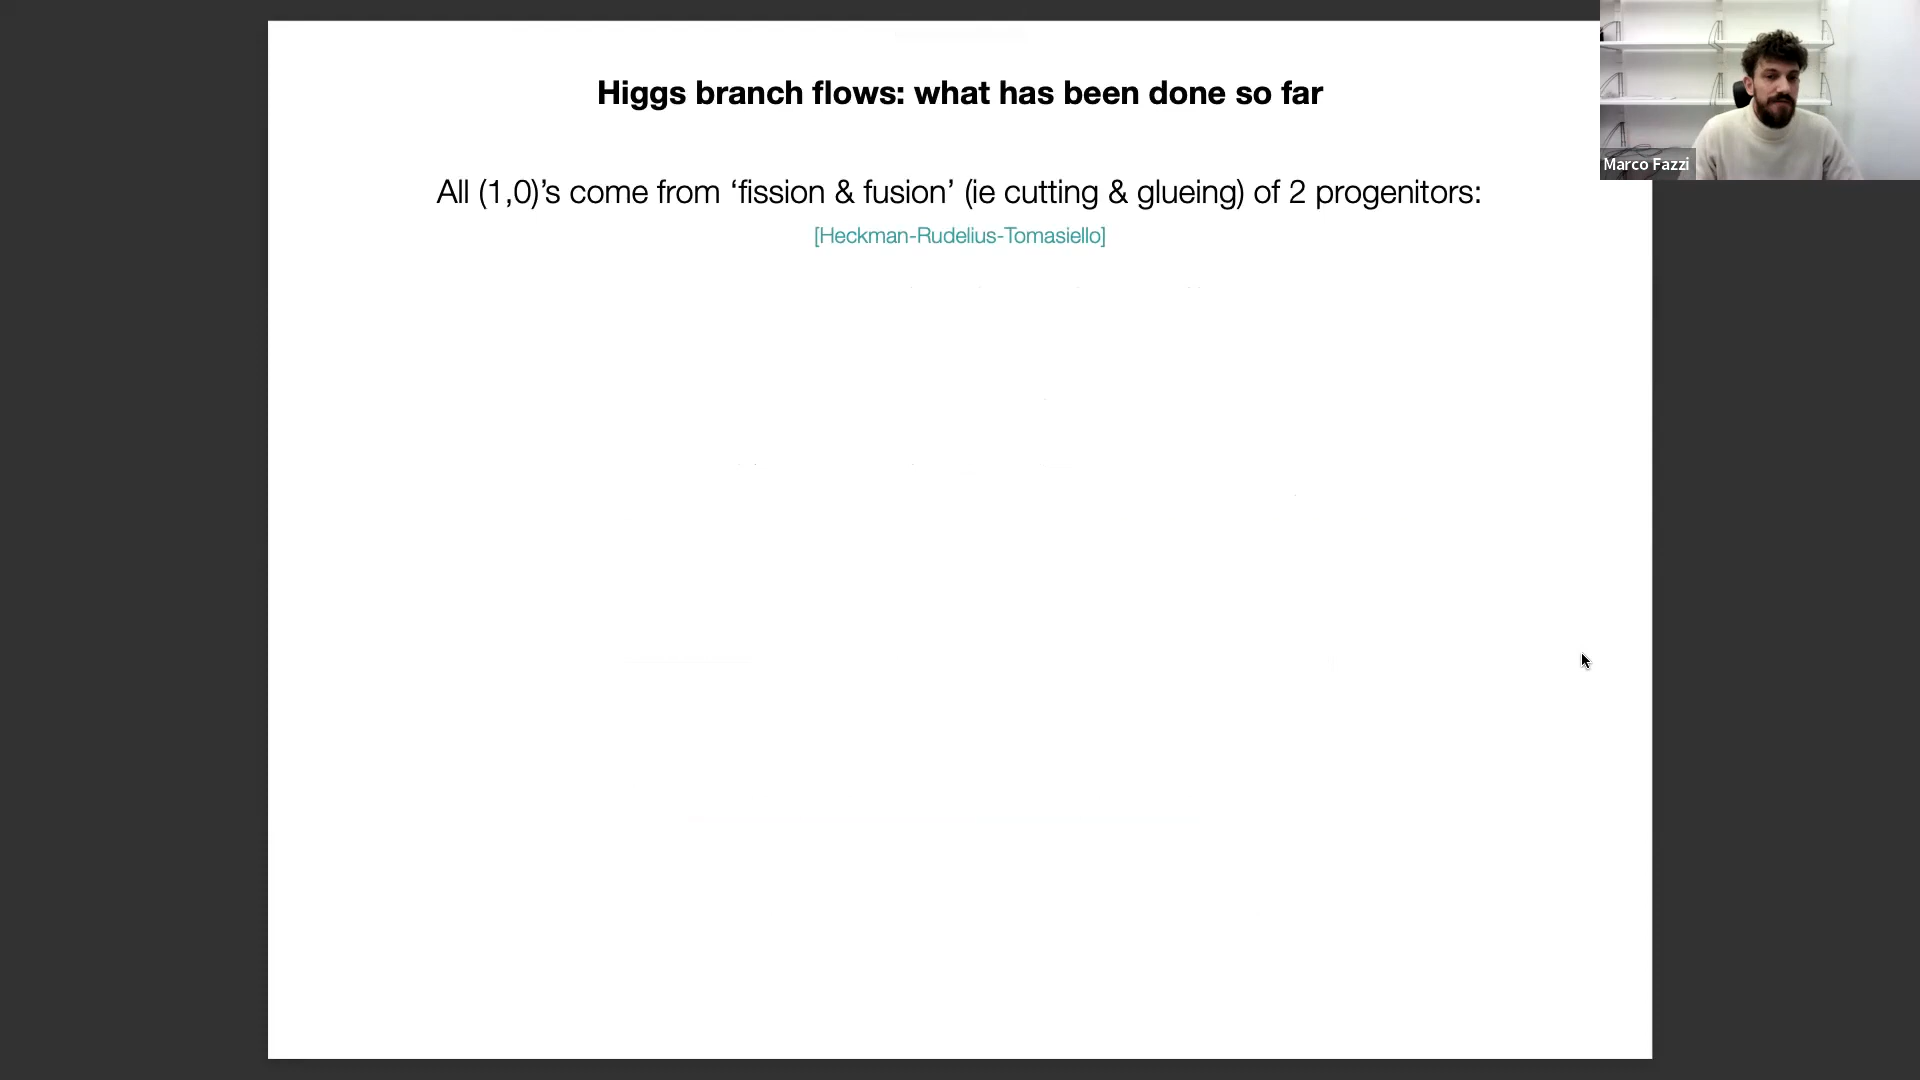 Higgs branch flows: what has been done so far
All (1,0)’s come from ‘fission & fusion’ (ie cutting & glueing) of 2 progenitors:
[Heckman-Rudelius-Tomasiello]
Marco Fazzi